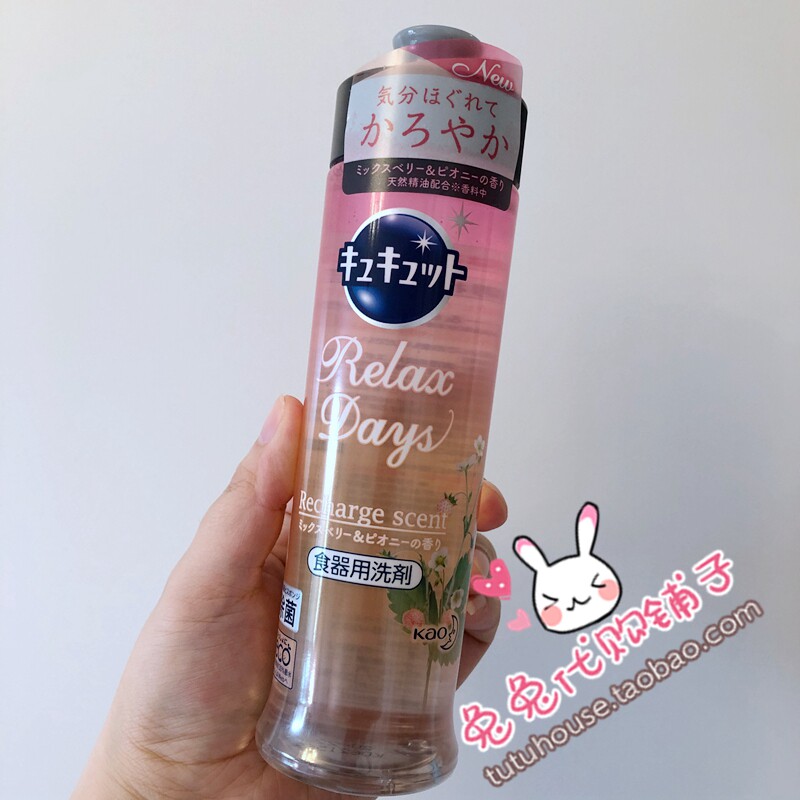 New
気分ほぐれて
かろやか
ミックスベリー&ピオニーの香り
天然精油配合※香料中
キュキュット
Relax
Days
Recharge scent
ミックスベリー&ピオニーの香り
食器用洗剤
除菌
ECO
Kao
兔兔代购铺子
tutuhouse.taobao.com